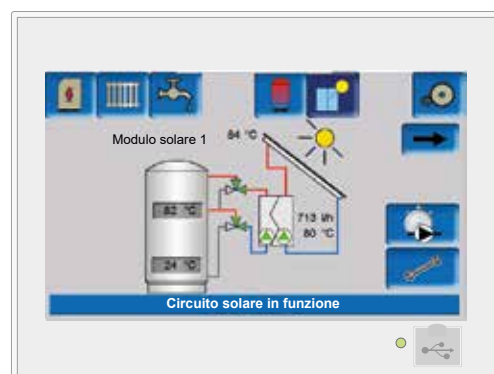 Modulo solare 1
84 °C
82 °C
713 l/h
80 °C
24 °C
Circuito solare in funzione